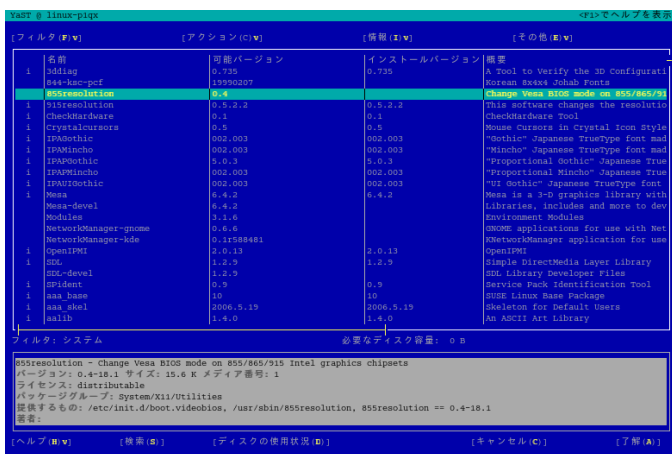 YaST @ linux-piqx <F1>でヘルプを表示
[フィルタ(F)v] [アクション(C)v] [情報(I)v] [その他(E)v]
名前 可能バージョン インストールバージョン 概要
i 3ddiag 0.735 0.735 A Tool to Verify the 3D Configurati
844-ksc-pcf 19990207 Korean 8x4x4 Johab Fonts
855resolution 0.4 Change Vesa BIOS mode on 855/865/91
i 915resolution 0.5.2.2 0.5.2.2 This software changes the resolutio
i CheckHardware 0.1 0.1 CheckHardware Tool
i Crystalcursors 0.5 0.5 Mouse Cursors in Crystal Icon Style
i IPAGothic 002.003 002.003 "Gothic" Japanese TrueType font mad
i IPAMincho 002.003 002.003 "Mincho" Japanese TrueType font mad
i IPAPGothic 5.0.3 5.0.3 "Proportional Gothic" Japanese True
i IPAPMincho 002.003 002.003 "Proportional Mincho" Japanese True
i IPAUIGothic 002.003 002.003 "UI Gothic" Japanese TrueType font
i Mesa 6.4.2 6.4.2 Mesa is a 3-D graphics library with
Mesa-devel 6.4.2 Libraries, includes and more to dev
Modules 3.1.6 Environment Modules
NetworkManager-gnome 0.6.6 GNOME applications for use with Net
NetworkManager-kde 0.1r588481 KNetworkManager application for use
i OpenIPMI 2.0.13 2.0.13 OpenIPMI
i SDL 1.2.9 1.2.9 Simple DirectMedia Layer Library
SDL-devel 1.2.9 SDL Library Developer Files
i SPident 0.9 0.9 Service Pack Identification Tool
i aaa_base 10 10 SUSE Linux Base Package
i aaa_skel 2006.5.19 2006.5.19 Skeleton for Default Users
i aalib 1.4.0 1.4.0 An ASCII Art Library
フィルタ: システム 必要なディスク容量: 0 B
855resolution - Change Vesa BIOS mode on 855/865/915 Intel graphics chipsets
バージョン: 0.4-18.1 サイズ: 15.6 K メディア番号: 1
ライセンス: distributable
パッケージグループ: System/X11/Utilities
提供するもの: /etc/init.d/boot.videobios, /usr/sbin/855resolution, 855resolution == 0.4-18.1
著者:
[ヘルプ(H)v] [検索(S)] [ディスクの使用状況(D)] [キャンセル(C)] [了解(A)]